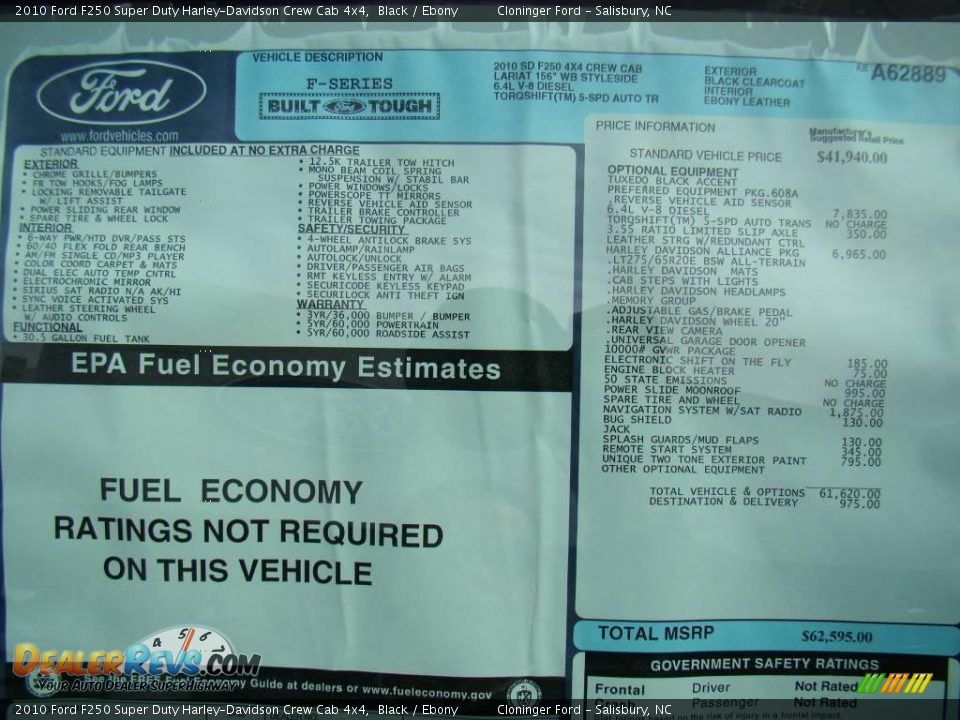 2010 Ford F250 Super Duty Harley-Davidson Crew Cab 4x4, Black / Ebony Cloninger Ford - Salisbury, NC
Ford
www.fordvehicles.com
VEHICLE DESCRIPTION
F-SERIES
BUILT Ford TOUGH
2010 SD F250 4X4 CREW CAB
LARIAT 156" WB STYLESIDE
6.4L V-8 DIESEL
TORQSHIFT(TM) 5-SPD AUTO TR
EXTERIOR
BLACK CLEARCOAT
INTERIOR
EBONY LEATHER
A62889
STANDARD EQUIPMENT INCLUDED AT NO EXTRA CHARGE
EXTERIOR
• CHROME GRILLE/BUMPERS
• FR TOW HOOKS/FOG LAMPS
• LOCKING REMOVABLE TAILGATE
W/ LIFT ASSIST
• POWER SLIDING REAR WINDOW
• SPARE TIRE & WHEEL LOCK
INTERIOR
• 6-WAY PWR/HTD DVR/PASS STS
• 60/40 FLEX FOLD REAR BENCH
• AM/FM SINGLE CD/MP3 PLAYER
• COLOR COORD CARPET & MATS
• DUAL ELEC AUTO TEMP CNTRL
• ELECTROCHROMIC MIRROR
• SIRIUS SAT RADIO N/A AK/HI
• SYNC VOICE ACTIVATED SYS
• LEATHER STEERING WHEEL
W/ AUDIO CONTROLS
FUNCTIONAL
• 30.5 GALLON FUEL TANK
• 12.5K TRAILER TOW HITCH
• MONO BEAM COIL SPRING
SUSPENSION W/ STABIL BAR
• POWER WINDOWS/LOCKS
• POWERSCOPE TT MIRRORS
• REVERSE VEHICLE AID SENSOR
• TRAILER BRAKE CONTROLLER
• TRAILER TOWING PACKAGE
SAFETY/SECURITY
• 4-WHEEL ANTILOCK BRAKE SYS
• AUTOLAMP/RAINLAMP
• AUTOLOCK/UNLOCK
• DRIVER/PASSENGER AIR BAGS
• RMT KEYLESS ENTRY W/ ALARM
• SECURICODE KEYLESS KEYPAD
• SECURILOCK ANTI THEFT IGN
WARRANTY
• 3YR/36,000 BUMPER / BUMPER
• 5YR/60,000 POWERTRAIN
• 5YR/60,000 ROADSIDE ASSIST
PRICE INFORMATION Manufacturer's
Suggested Retail Price
STANDARD VEHICLE PRICE $41,940.00
OPTIONAL EQUIPMENT
TUXEDO BLACK ACCENT
PREFERRED EQUIPMENT PKG.608A
.REVERSE VEHICLE AID SENSOR
6.4L V-8 DIESEL 7,835.00
TORQSHIFT(TM) 5-SPD AUTO TRANS NO CHARGE
3.55 RATIO LIMITED SLIP AXLE 350.00
LEATHER STRG W/REDUNDANT CTRL
HARLEY DAVIDSON ALLIANCE PKG 6,965.00
.LT275/65R20E BSW ALL-TERRAIN
.HARLEY DAVIDSON MATS
.CAB STEPS WITH LIGHTS
.HARLEY DAVIDSON HEADLAMPS
.MEMORY GROUP
.ADJUSTABLE GAS/BRAKE PEDAL
.HARLEY DAVIDSON WHEEL 20"
.REAR VIEW CAMERA
.UNIVERSAL GARAGE DOOR OPENER
10000# GVWR PACKAGE
ELECTRONIC SHIFT ON THE FLY 185.00
ENGINE BLOCK HEATER 75.00
50 STATE EMISSIONS NO CHARGE
POWER SLIDE MOONROOF 995.00
SPARE TIRE AND WHEEL NO CHARGE
NAVIGATION SYSTEM W/SAT RADIO 1,875.00
BUG SHIELD 130.00
JACK
SPLASH GUARDS/MUD FLAPS 130.00
REMOTE START SYSTEM 345.00
UNIQUE TWO TONE EXTERIOR PAINT 795.00
OTHER OPTIONAL EQUIPMENT
TOTAL VEHICLE & OPTIONS 61,620.00
DESTINATION & DELIVERY 975.00
EPA Fuel Economy Estimates
FUEL ECONOMY
RATINGS NOT REQUIRED
ON THIS VEHICLE
See the FREE Fuel Economy Guide at dealers or www.fueleconomy.gov
TOTAL MSRP $62,595.00
GOVERNMENT SAFETY RATINGS
Frontal Driver Not Rated
Crash Passenger Not Rated
4 5 6 7
DEALERREVS.COM
YOUR AUTO DEALER SUPERHIGHWAY
2010 Ford F250 Super Duty Harley-Davidson Crew Cab 4x4, Black / Ebony Cloninger Ford - Salisbury, NC